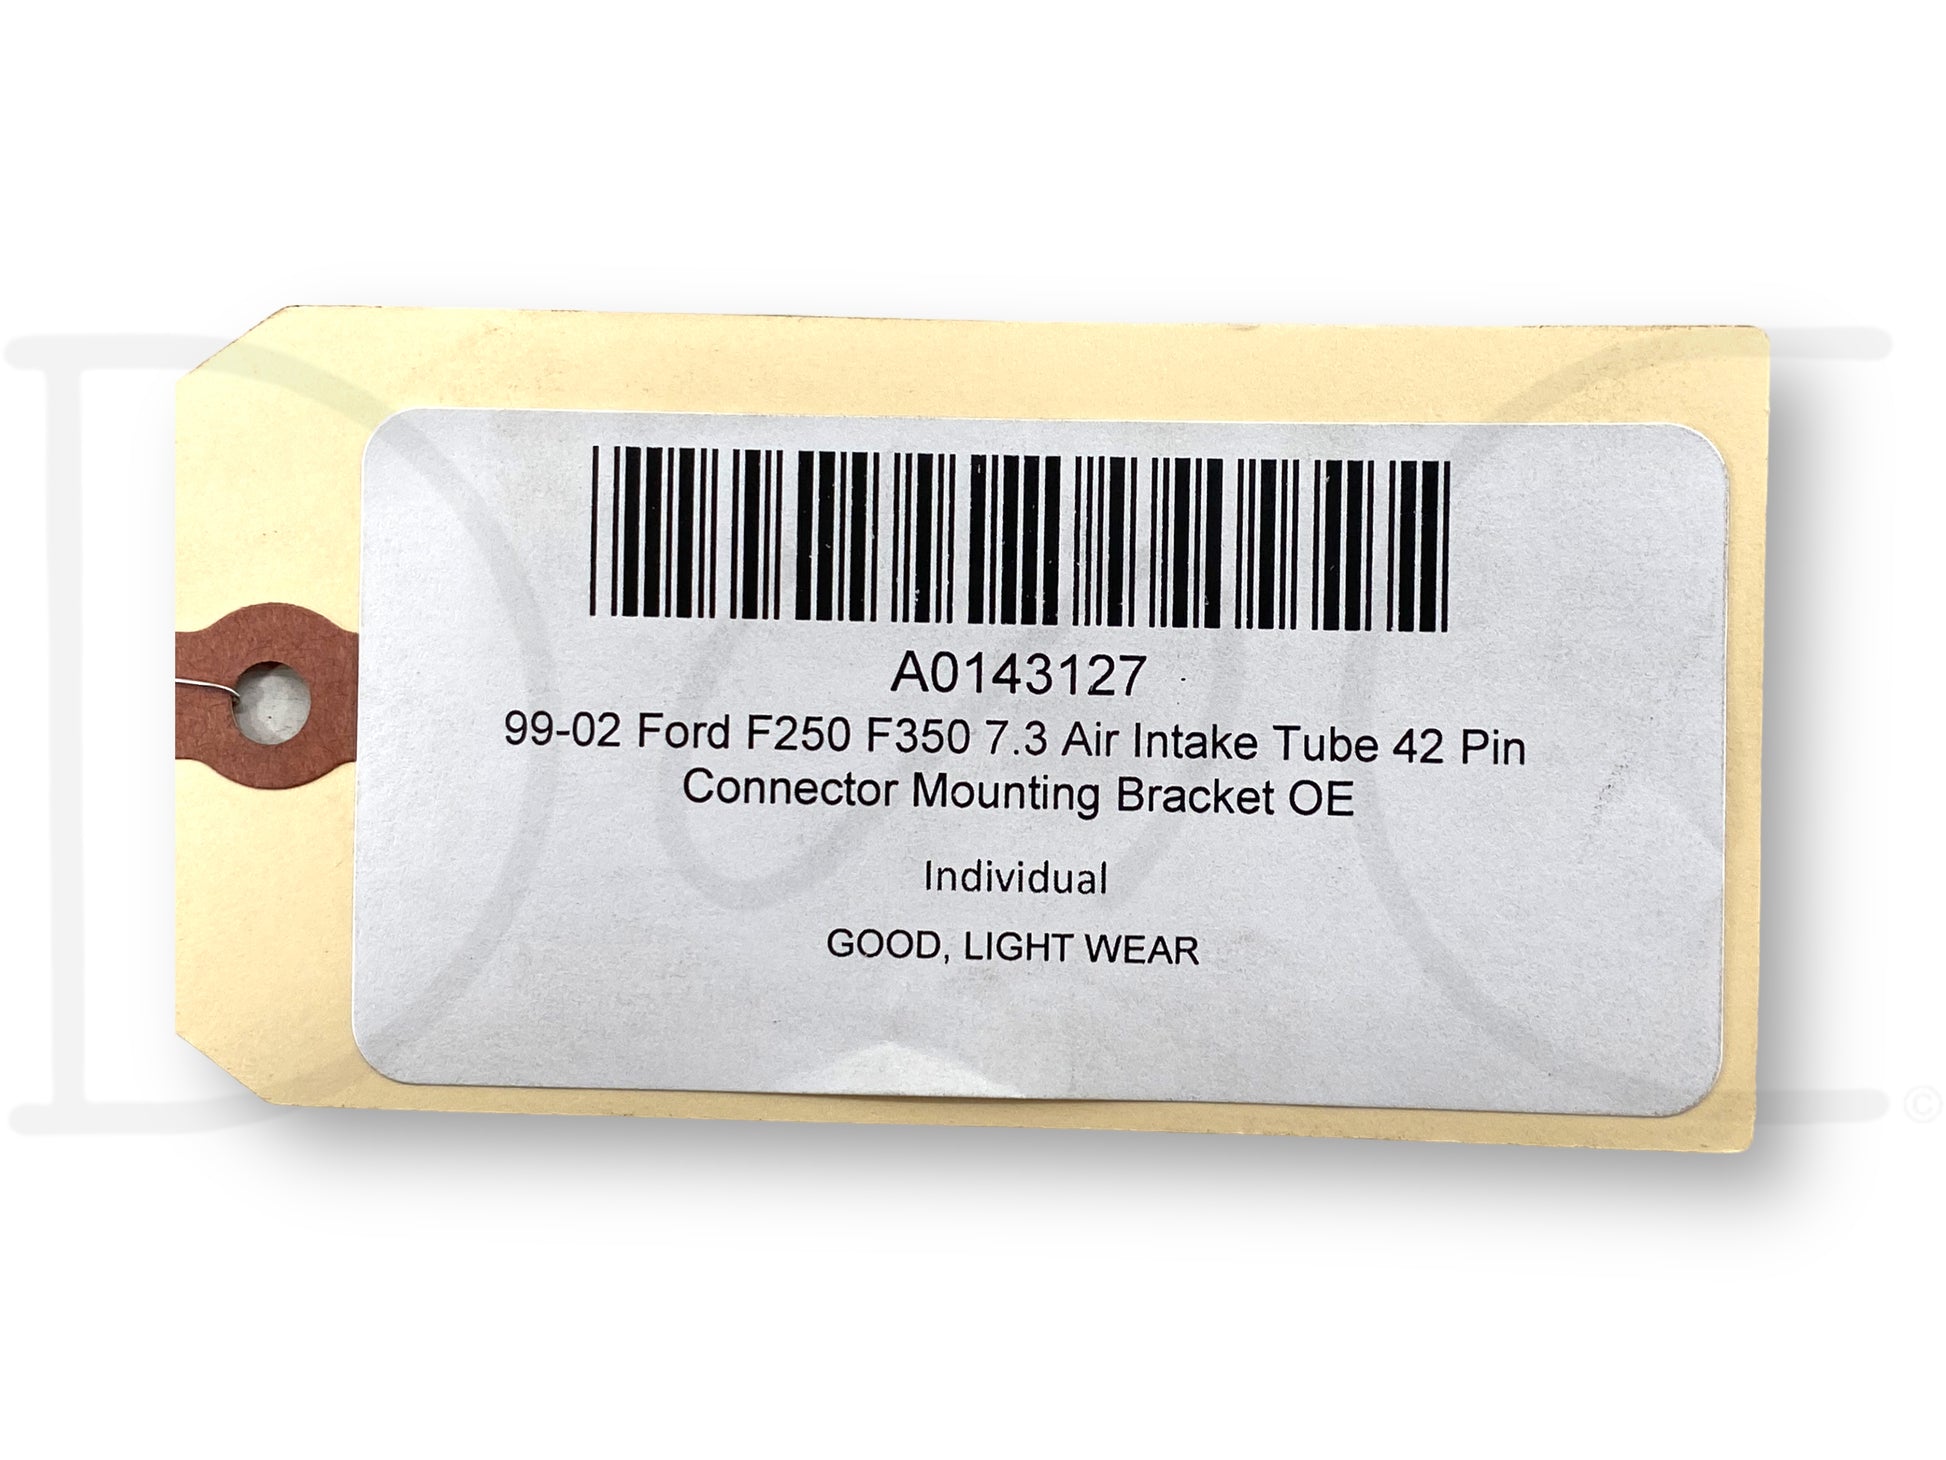 A0143127
99-02 Ford F250 F350 7.3 Air Intake Tube 42 Pin
Connector Mounting Bracket OE
Individual
GOOD, LIGHT WEAR
©